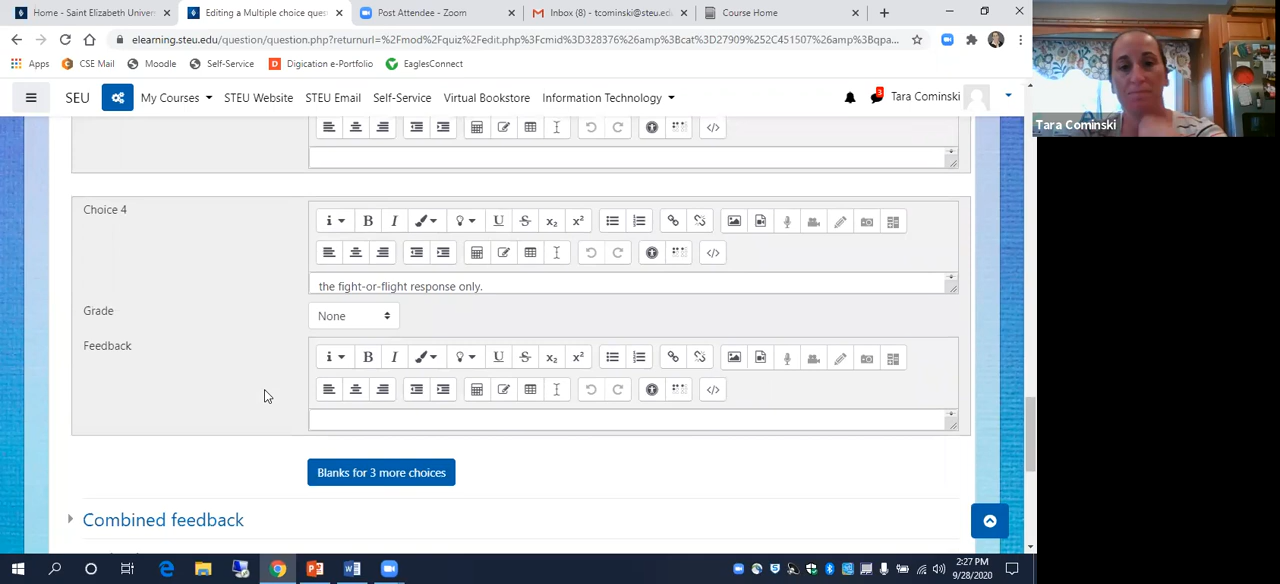 Home - Saint Elizabeth Univer
Editing a Multiple choice ques
Post Attendee - Zoom
Inbox (8) - tcominski@steu.ed
Course Home
elearning.steu.edu/question/question.php?returnurl=%2Fmod%2Fquiz%2Fedit.php%3Fcmid%3D328376%26amp%3Bcat%3D27909%252C451507%26amp%3Bqpa...
Apps
CSE Mail
Moodle
Self-Service
Digication e-Portfolio
EaglesConnect
SEU
My Courses
SEU Website
SEU Email
Self-Service
Virtual Bookstore
Information Technology
3
Tara Cominski
Tara Cominski
Choice 4
the fight-or-flight response only.
Grade
None
Feedback
Blanks for 3 more choices
Combined feedback
2:27 PM
9/28/2020